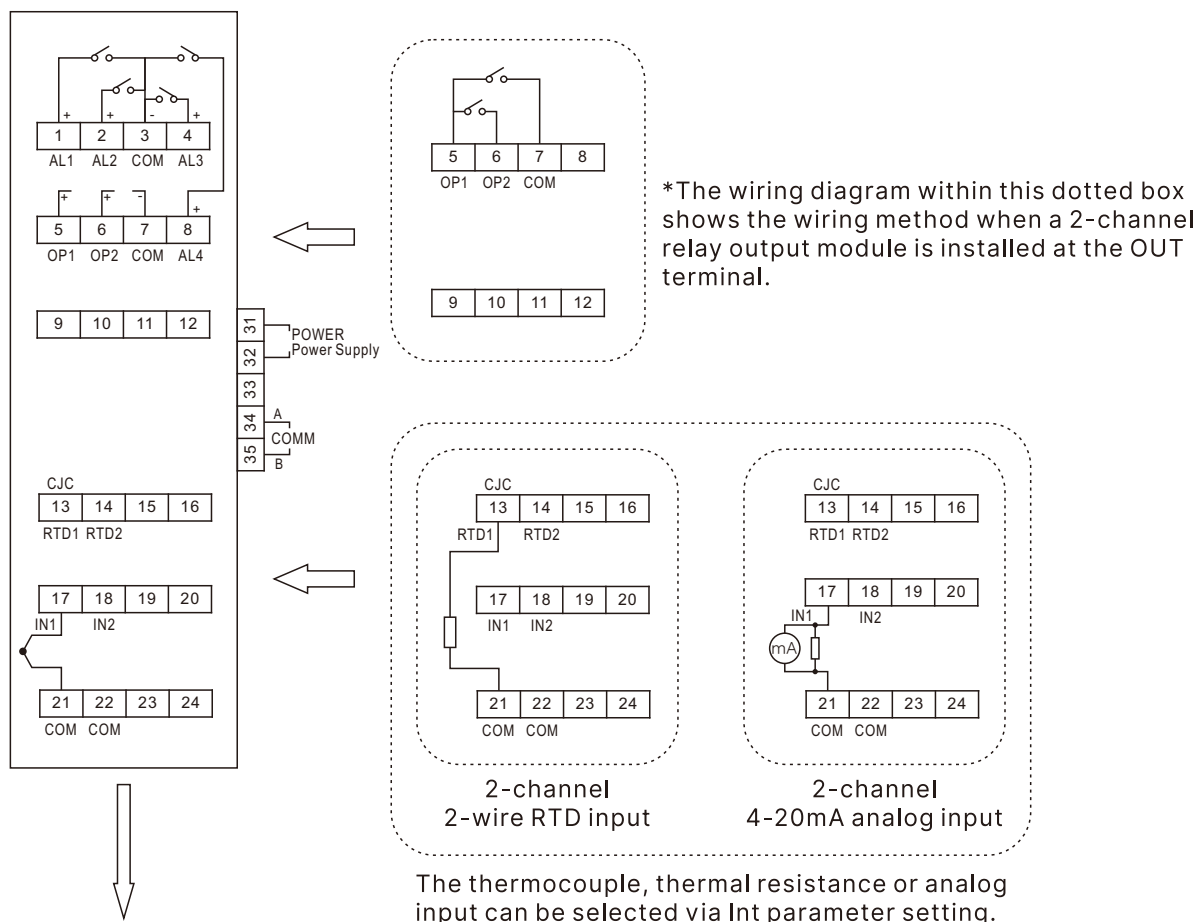 + + - +
1 2 3 4
AL1 AL2 COM AL3
+ + - +
5 6 7 8
OP1 OP2 COM AL4
9 10 11 12
31
32
33
34
35
POWER
Power Supply
A
COMM
B
CJC
13 14 15 16
RTD1 RTD2
17 18 19 20
IN1 IN2
21 22 23 24
COM COM
5 6 7 8
OP1 OP2 COM
9 10 11 12
*The wiring diagram within this dotted box
shows the wiring method when a 2-channel
relay output module is installed at the OUT
terminal.
CJC
13 14 15 16
RTD1 RTD2
17 18 19 20
IN1 IN2
21 22 23 24
COM COM
2-channel
2-wire RTD input
CJC
13 14 15 16
RTD1 RTD2
17 18 19 20
IN1 IN2
mA
21 22 23 24
COM COM
2-channel
4-20mA analog input
The thermocouple, thermal resistance or analog
input can be selected via Int parameter setting.